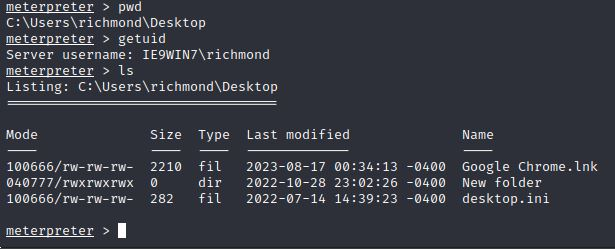 meterpreter > pwd
C:\Users\richmond\Desktop
meterpreter > getuid
Server username: IE9WIN7\richmond
meterpreter > ls
Listing: C:\Users\richmond\Desktop
==================================
Mode              Size  Type  Last modified              Name
----              ----  ----  -------------              ----
100666/rw-rw-rw-  2210  fil   2023-08-17 00:34:13 -0400  Google Chrome.lnk
040777/rwxrwxrwx  0     dir   2022-10-28 23:02:26 -0400  New folder
100666/rw-rw-rw-  282   fil   2022-07-14 14:39:23 -0400  desktop.ini
meterpreter >